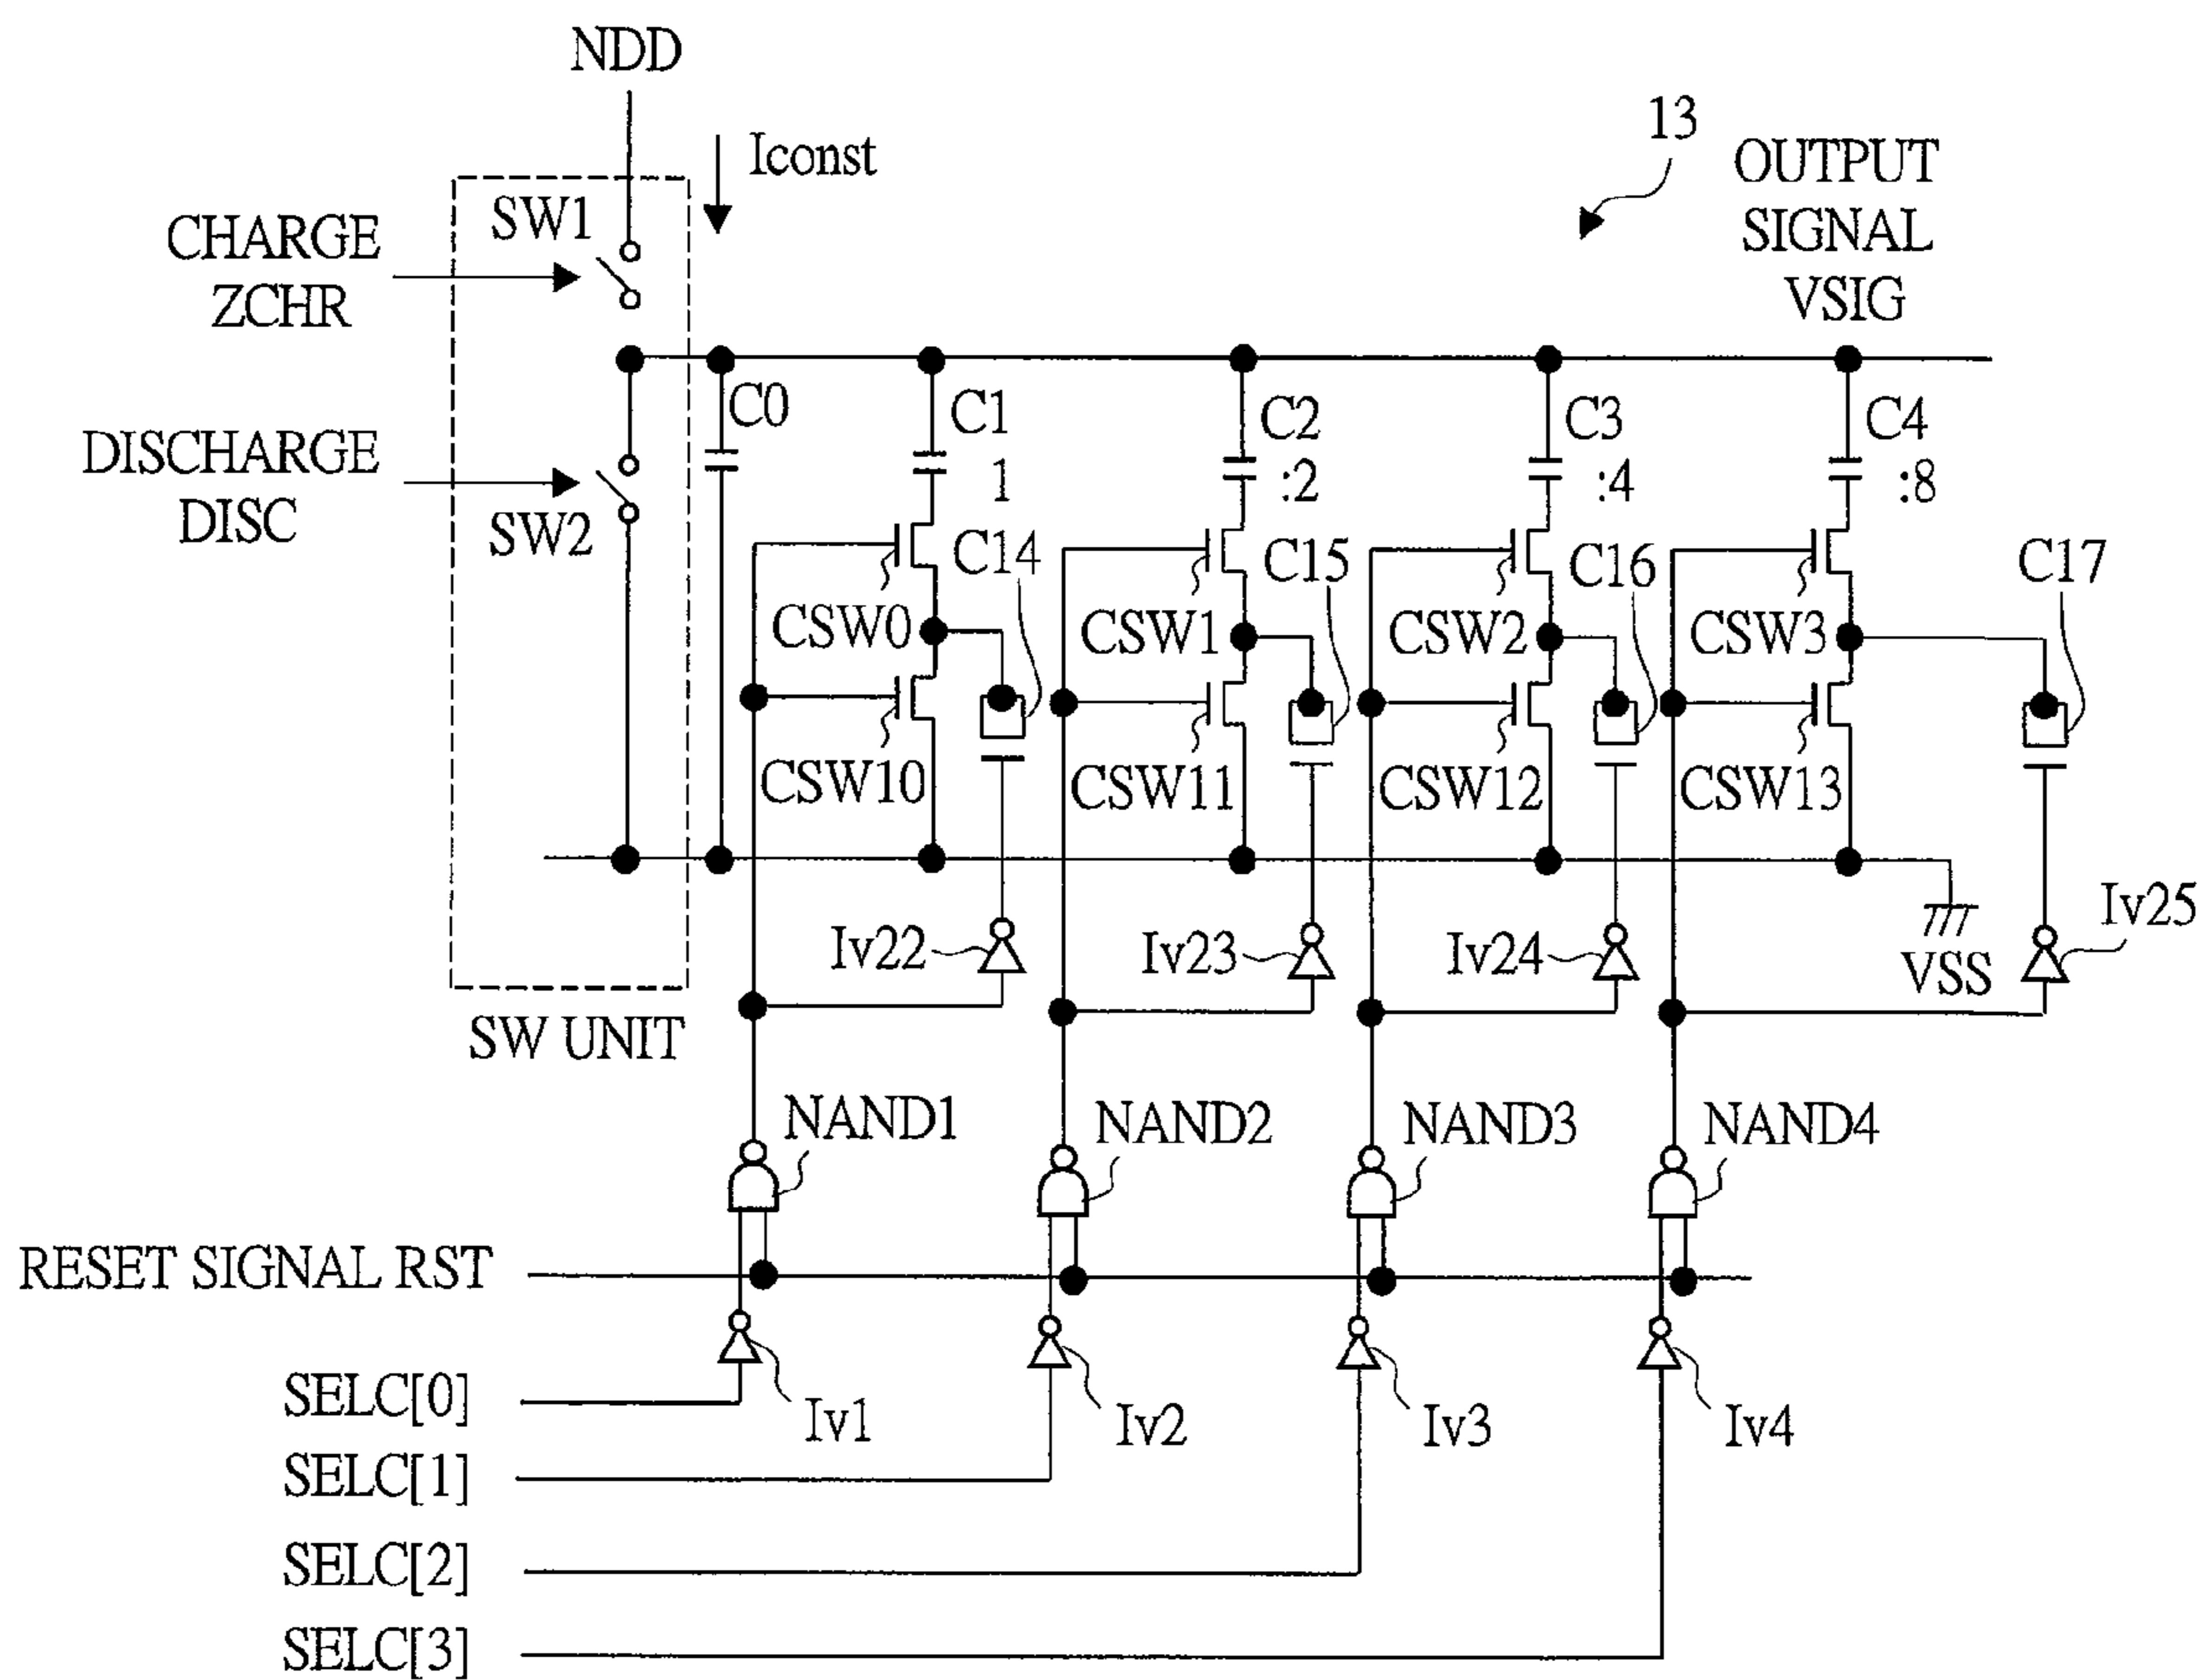 NDD
Iconst
13
OUTPUT
SIGNAL
VSIG
SW1
CHARGE
ZCHR
C0
C1
1
C2
:2
C3
:4
C4
:8
DISCHARGE
DISC
SW2
C14
C15
C16
C17
CSW0
CSW1
CSW2
CSW3
CSW10
CSW11
CSW12
CSW13
Iv22
Iv23
Iv24
Iv25
VSS
SW UNIT
NAND1
NAND2
NAND3
NAND4
RESET SIGNAL RST
SELC[0]
Iv1
Iv2
Iv3
Iv4
SELC[1]
SELC[2]
SELC[3]